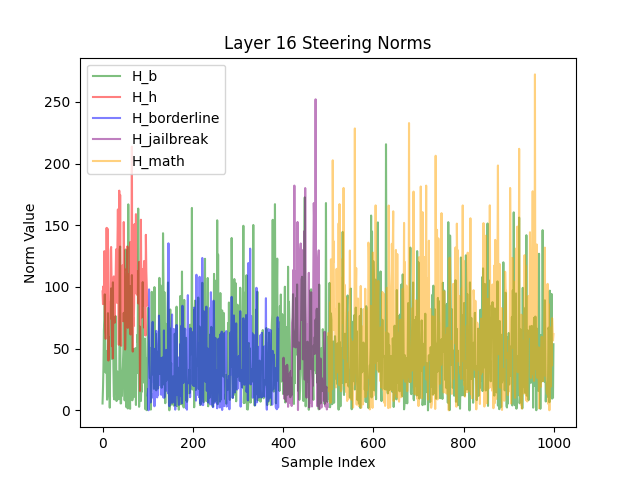 Layer 16 Steering Norms
H_b
H_h
H_borderline
H_jailbreak
H_math
Norm Value
250
200
150
100
50
0
0 200 400 600 800 1000
Sample Index